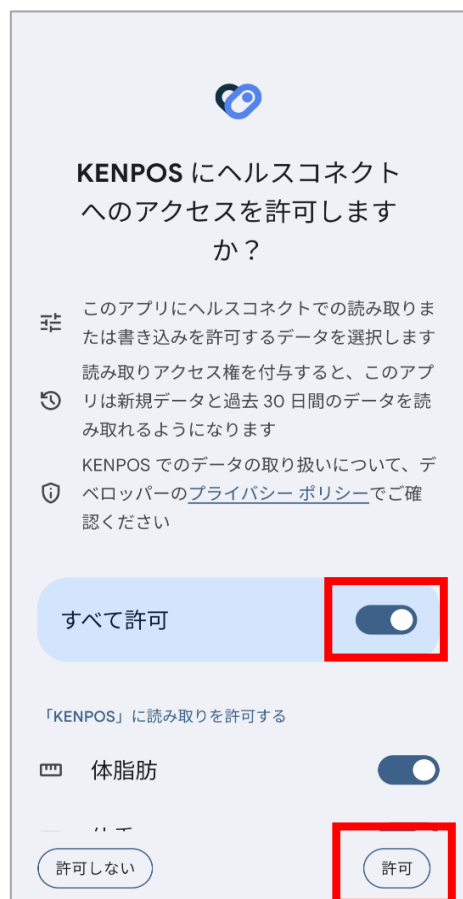 KENPOS にヘルスコネクト
へのアクセスを許可します
か？
このアプリにヘルスコネクトでの読み取りま
たは書き込みを許可するデータを選択します
読み取りアクセス権を付与すると、このアプ
リは新規データと過去 30 日間のデータを読
み取れるようになります
KENPOS でのデータの取り扱いについて、デ
ベロッパーのプライバシー ポリシーでご確
認ください
すべて許可
「KENPOS」に読み取りを許可する
体脂肪
許可しない
許可